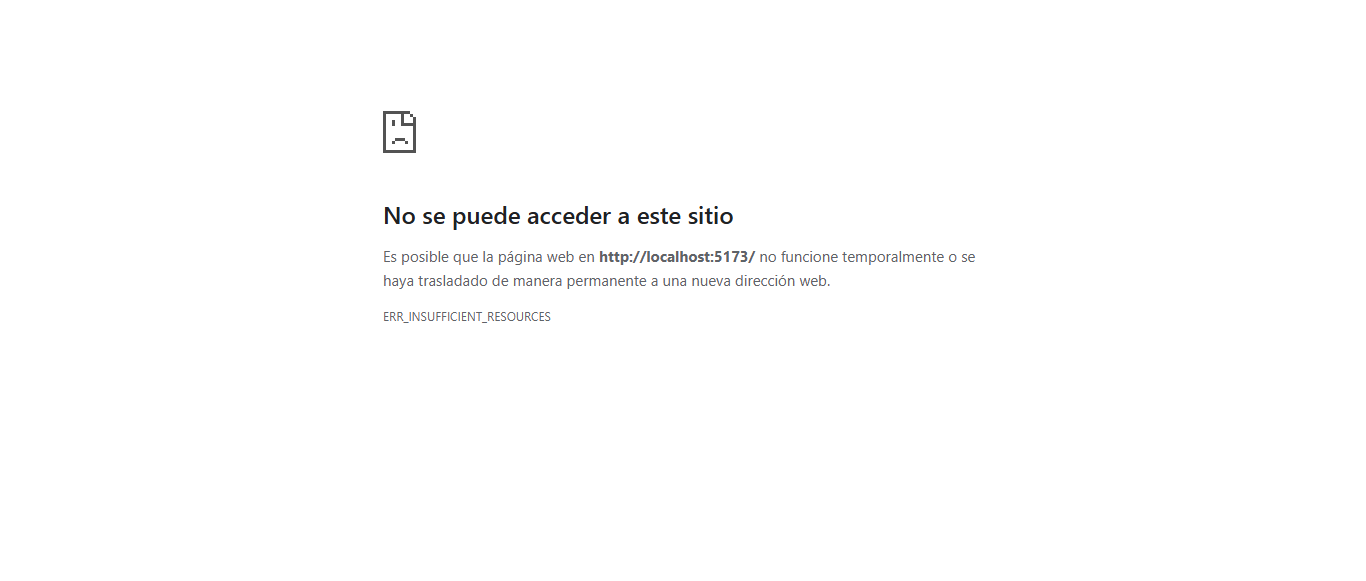 No se puede acceder a este sitio
Es posible que la página web en http://localhost:5173/ no funcione temporalmente o se
haya trasladado de manera permanente a una nueva dirección web.
ERR_INSUFFICIENT_RESOURCES